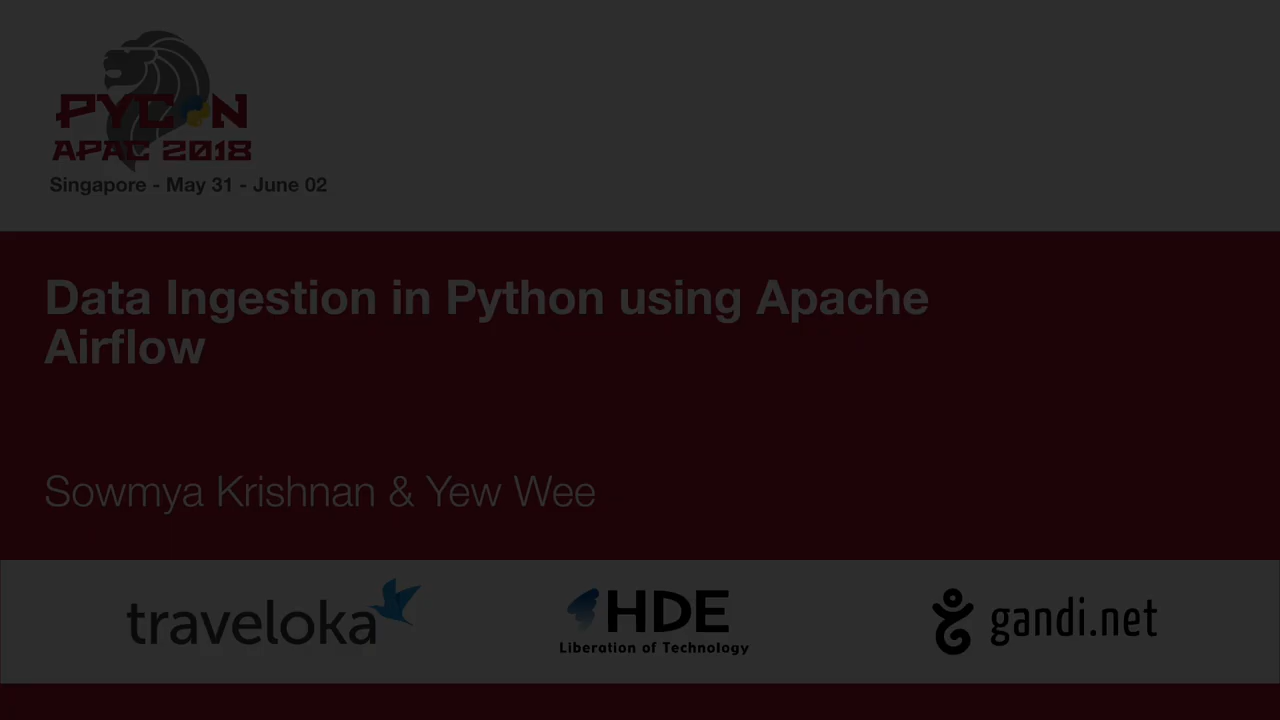 PYCON
APAC 2018
Singapore - May 31 - June 02
Data Ingestion in Python using Apache
Airflow
Sowmya Krishnan & Yew Wee
traveloka
HDE
Liberation of Technology
gandi.net